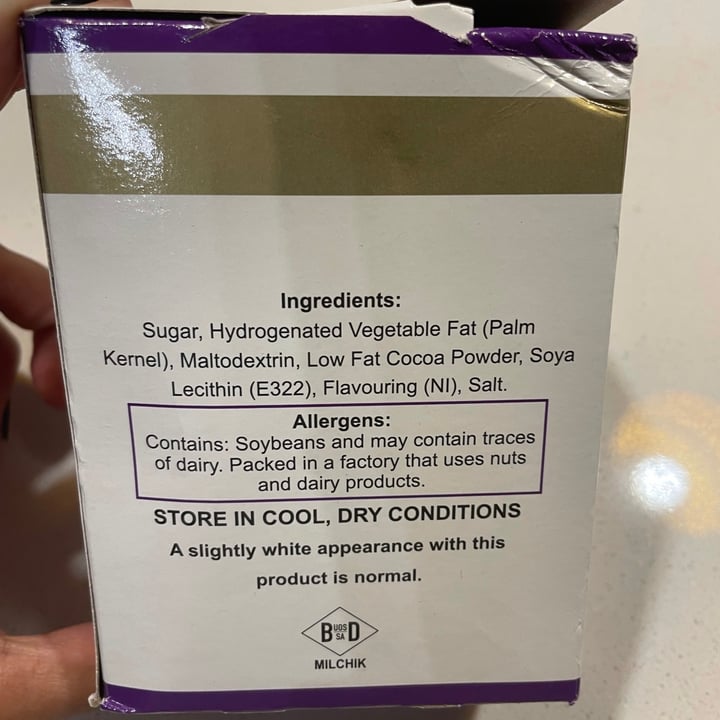 Ingredients:
Sugar, Hydrogenated Vegetable Fat (Palm
Kernel), Maltodextrin, Low Fat Cocoa Powder, Soya
Lecithin (E322), Flavouring (NI), Salt.
Allergens:
Contains: Soybeans and may contain traces
of dairy. Packed in a factory that uses nuts
and dairy products.
STORE IN COOL, DRY CONDITIONS
A slightly white appearance with this
product is normal.
B UOS SA D
MILCHIK